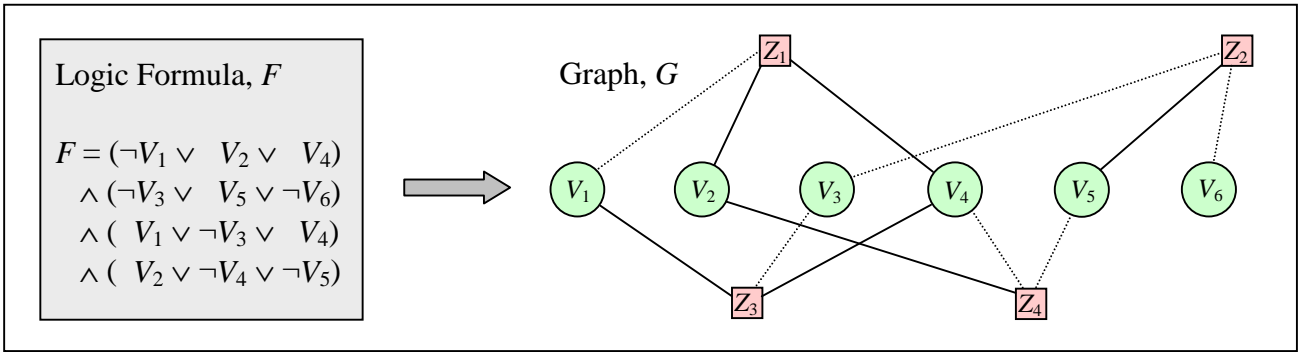 Logic Formula, F
F = (¬V₁ ∨ V₂ ∨ V₄)
∧ (¬V₃ ∨ V₅ ∨ ¬V₆)
∧ ( V₁ ∨ ¬V₃ ∨ V₄)
∧ ( V₂ ∨ ¬V₄ ∨ ¬V₅)
Graph, G
Z₁
Z₂
V₁ V₂ V₃ V₄ V₅ V₆
Z₃
Z₄